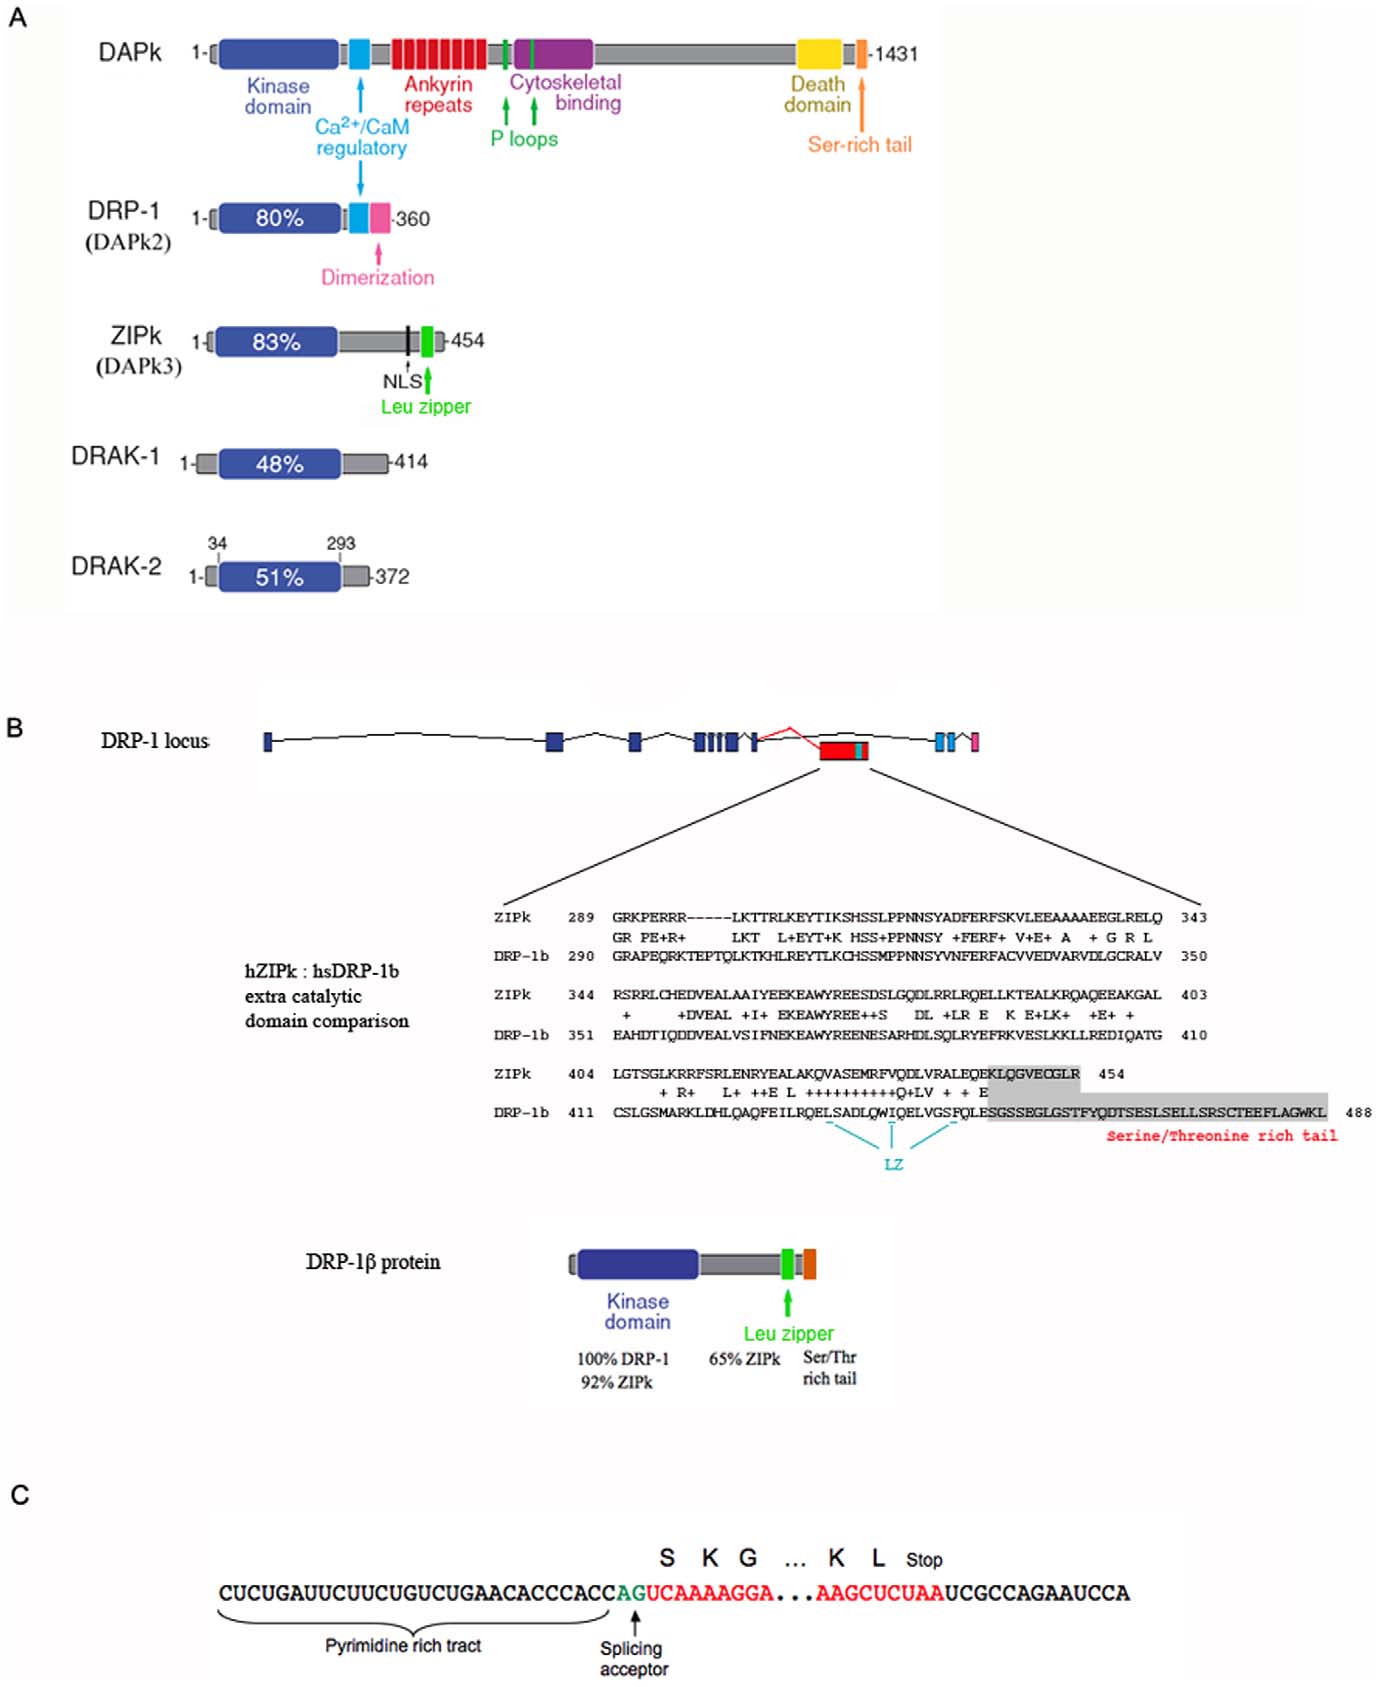 A
DAPk 1- -1431
Kinase domain
Ankyrin repeats
Cytoskeletal binding
Death domain
Ca2+/CaM regulatory
P loops
Ser-rich tail
DRP-1 (DAPk2) 1- 80% -360
Dimerization
ZIPk (DAPk3) 1- 83% -454
NLS
Leu zipper
DRAK-1 1- 48% -414
34 293
DRAK-2 1- 51% -372
B
DRP-1 locus
hZIPk : hsDRP-1b
extra catalytic
domain comparison
ZIPk 289 GRKPERRR-----LKTTRLKEYTIKSHSSLPPNNSYADFERFSKVLEEAAAAEEGLRELQ 343
GR PE+R+ LKT L+EYT+K HSS+PPNNSY +FERF+ V+E+ A + G R L
DRP-1b 290 GRAPEQRKTEPTQLKTKHLREYTLKCHSSMPPNNSYVNFERFACVVEDVARVDLGCRALV 350
ZIPk 344 RSRRLCHEDVEALAAIYEEKEAWYREESDSLGQDLRRLRQELLKTEALKRQAQEEAKGAL 403
+ +DVEAL +I+ EKEAWYREE++S DL +LR E K E+LK+ +E+ +
DRP-1b 351 EAHDTIQDDVEALVSIFNEKEAWYREENESARHDLSQLRYEFRKVESLKKLLREDIQATG 410
ZIPk 404 LGTSGLKRRFSRLENRYEALAKQVASEMRFVQDLVRALEQEKLQGVECGLR 454
+ R+ L+ ++E L +++++++++++Q+LV + + E
DRP-1b 411 CSLGSMARKLDHLQAQFEILRQELSADLQWIQELVGSFQLESGSSEGLGSTFYQDTSESLSELLSRSCTEEFLAGWKL 488
Serine/Threonine rich tail
LZ
DRP-1β protein
Kinase domain
Leu zipper
100% DRP-1
92% ZIPk
65% ZIPk
Ser/Thr rich tail
C
S K G ... K L Stop
CUCUGAUUCUUCUGUCUGAACACCCACCAGUCAAAAGGA...AAGCUCUAAUCGCCAGAAUCCA
Pyrimidine rich tract
Splicing acceptor